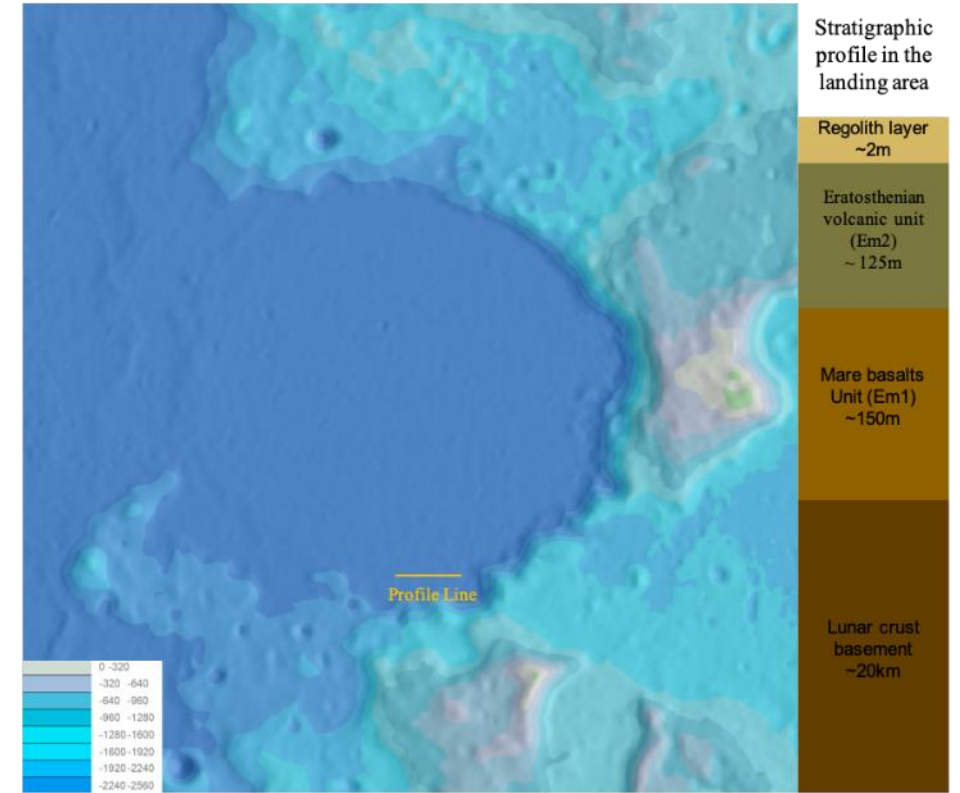 Stratigraphic
profile in the
landing area
Regolith layer
~2m
Eratosthenian
volcanic unit
(Em2)
~ 125m
Mare basalts
Unit (Em1)
~150m
Lunar crust
basement
~20km
Profile Line
0 -320
-320 -640
-640 -960
-960 -1280
-1280-1600
-1600-1920
-1920-2240
-2240-2560